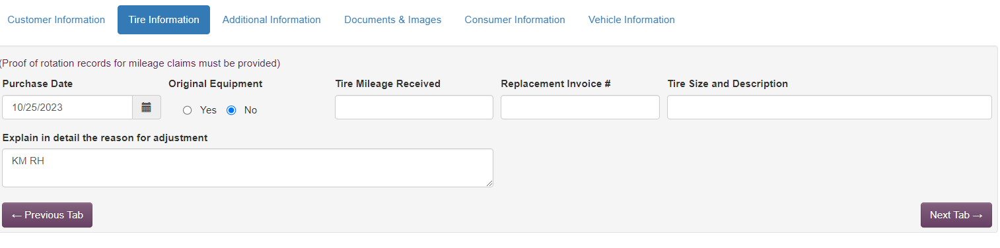 Customer Information Tire Information Additional Information Documents & Images Consumer Information Vehicle Information
(Proof of rotation records for mileage claims must be provided)
Purchase Date Original Equipment Tire Mileage Received Replacement Invoice # Tire Size and Description
10/25/2023 Yes No
Explain in detail the reason for adjustment
KM RH
← Previous Tab Next Tab →